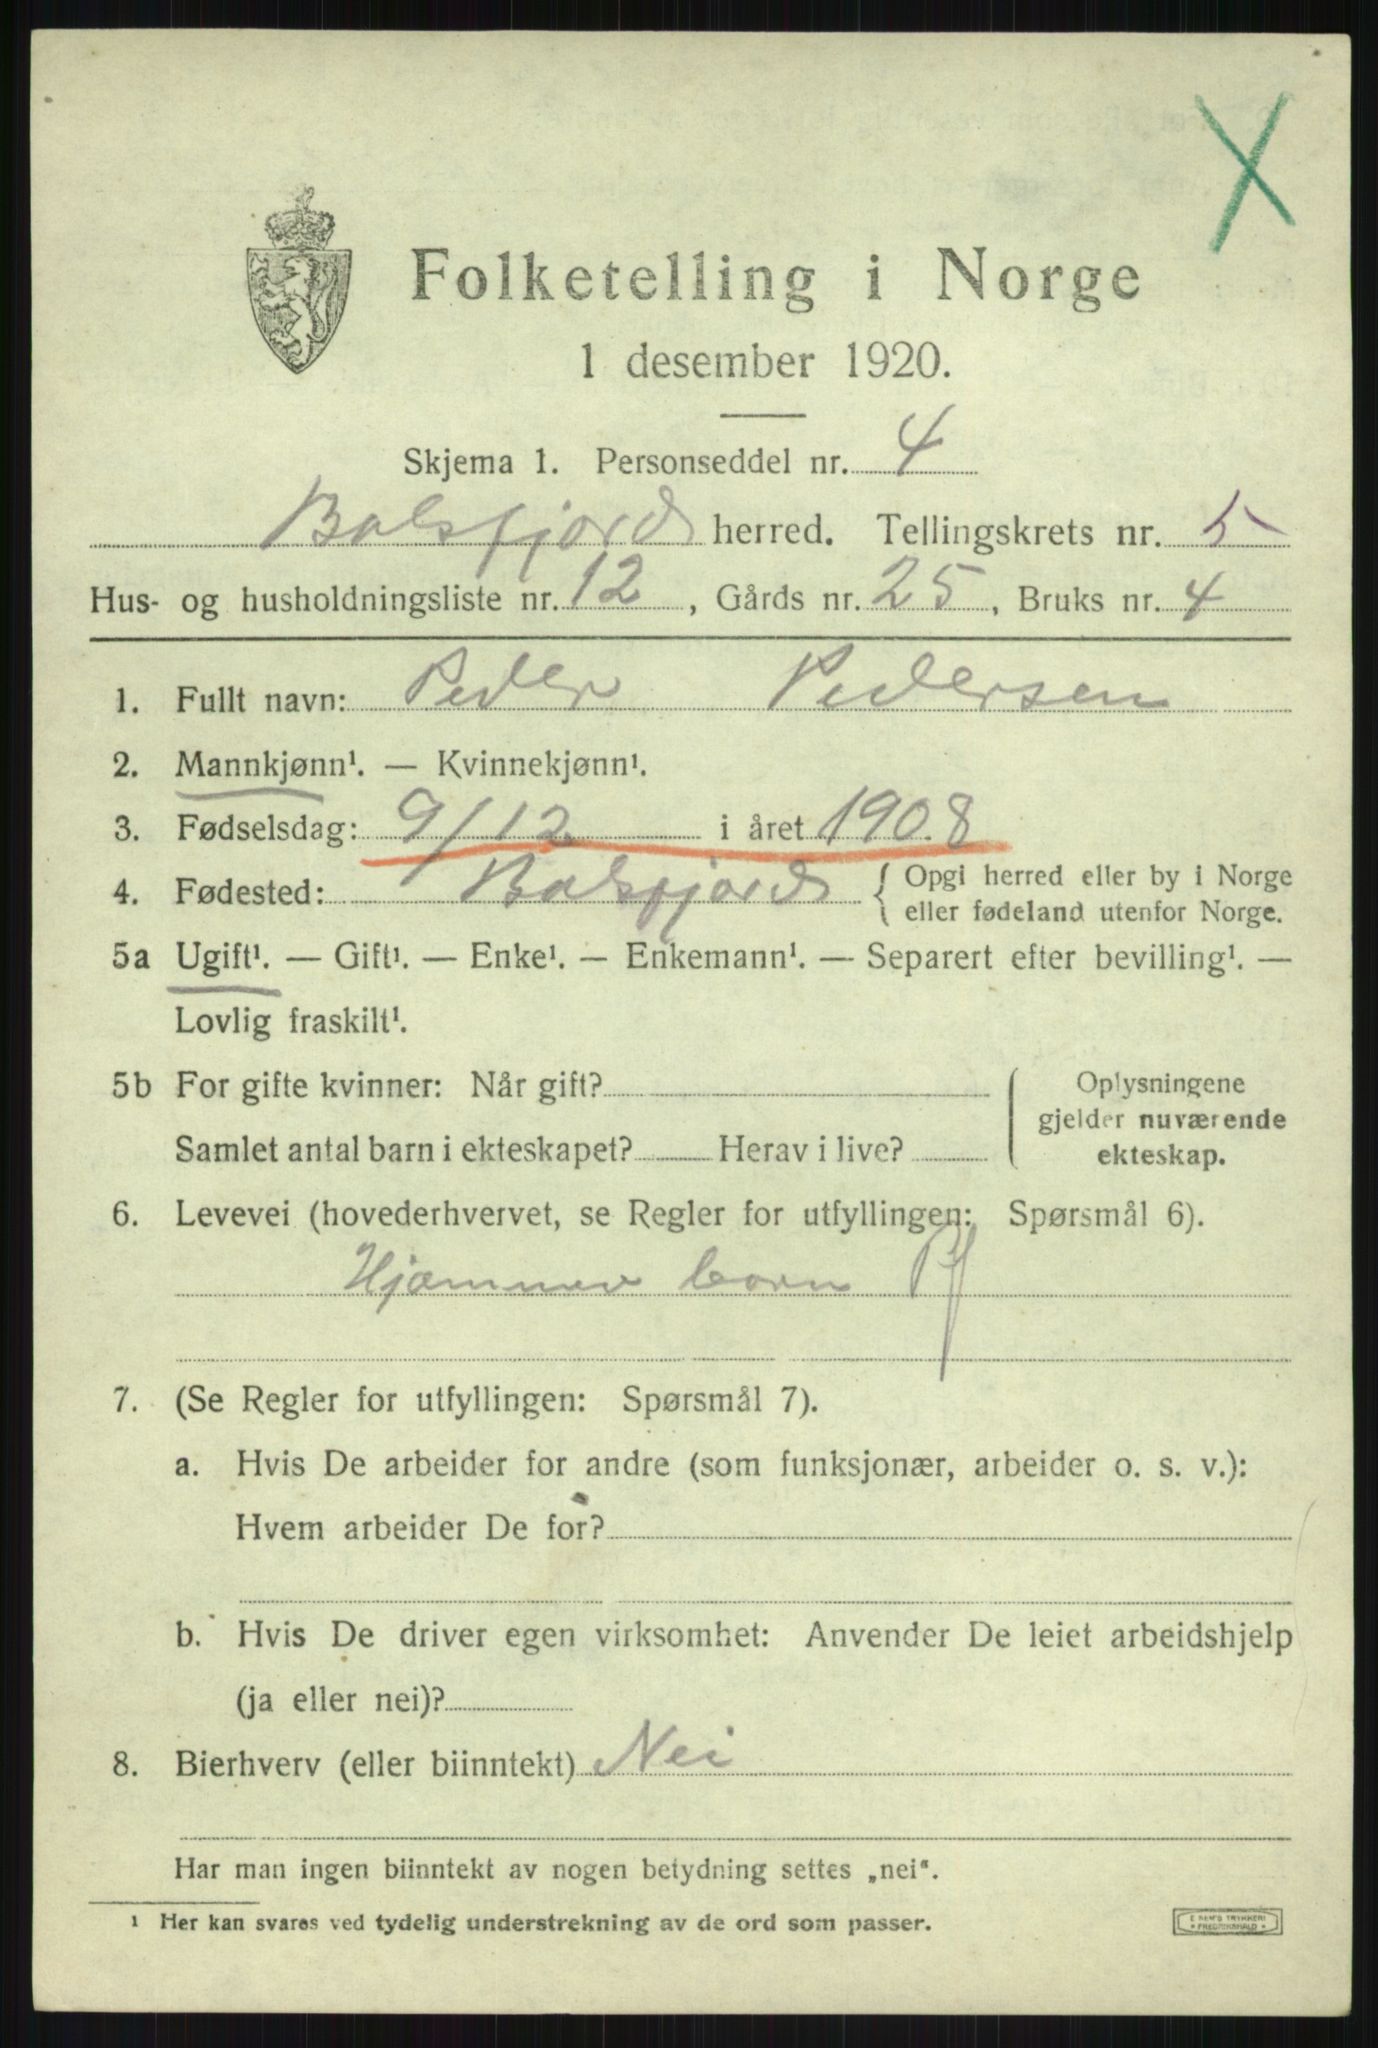 Folketelling i Norge
1 desember 1920.
Skjema 1. Personseddel nr. 4
Balsfjord herred. Tellingskrets nr. 5
Hus- og husholdningsliste nr. 12, Gårds nr. 25, Bruks nr. 4
1. Fullt navn: Peder Pedersen
2. Mannkjønn¹. — Kvinnekjønn¹.
3. Fødselsdag: 9/12 i året 1908
4. Fødested: Balsfjord { Opgi herred eller by i Norge
eller fødeland utenfor Norge.
5a Ugift¹. — Gift¹. — Enke¹. — Enkemann¹. — Separert efter bevilling¹. —
Lovlig fraskilt¹.
5b For gifte kvinner: Når gift? Oplysningene
gjelder nuværende
Samlet antal barn i ekteskapet? Herav i live? ekteskap.
6. Levevei (hovederhvervet, se Regler for utfyllingen: Spørsmål 6).
Hjemmev barn
7. (Se Regler for utfyllingen: Spørsmål 7).
a. Hvis De arbeider for andre (som funksjonær, arbeider o. s. v.):
Hvem arbeider De for?
b. Hvis De driver egen virksomhet: Anvender De leiet arbeidshjelp
(ja eller nei)?
8. Bierhverv (eller biinntekt) Nei
Har man ingen biinntekt av nogen betydning settes „nei“.
¹ Her kan svares ved tydelig understrekning av de ord som passer.